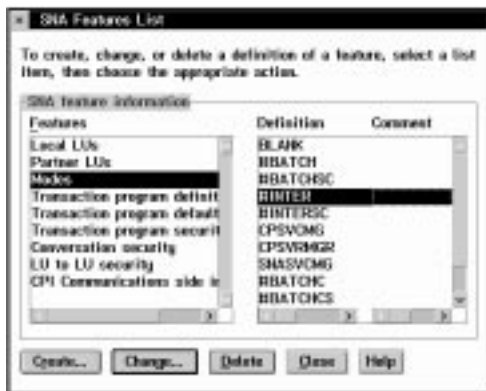 SNA Features List
To create, change, or delete a definition of a feature, select a list
item, then choose the appropriate action.
SNA feature information
Features
Definition
Comment
Local LUs
Partner LUs
Modes
Transaction program definit
Transaction program default
Transaction program securit
Conversation security
LU to LU security
CPI Communications side in
BLANK
#BATCH
#BATCHSC
#INTER
#INTERSC
CPSVCMG
CPSVRMGR
SNASVCMG
#BATCHC
#BATCHCS
Create...
Change...
Delete
Close
Help